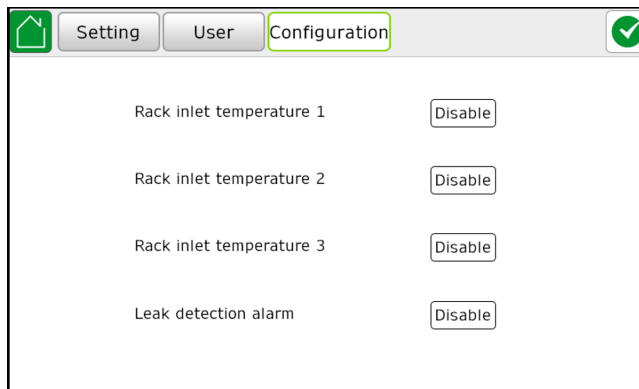 Setting User Configuration
Rack inlet temperature 1 Disable
Rack inlet temperature 2 Disable
Rack inlet temperature 3 Disable
Leak detection alarm Disable